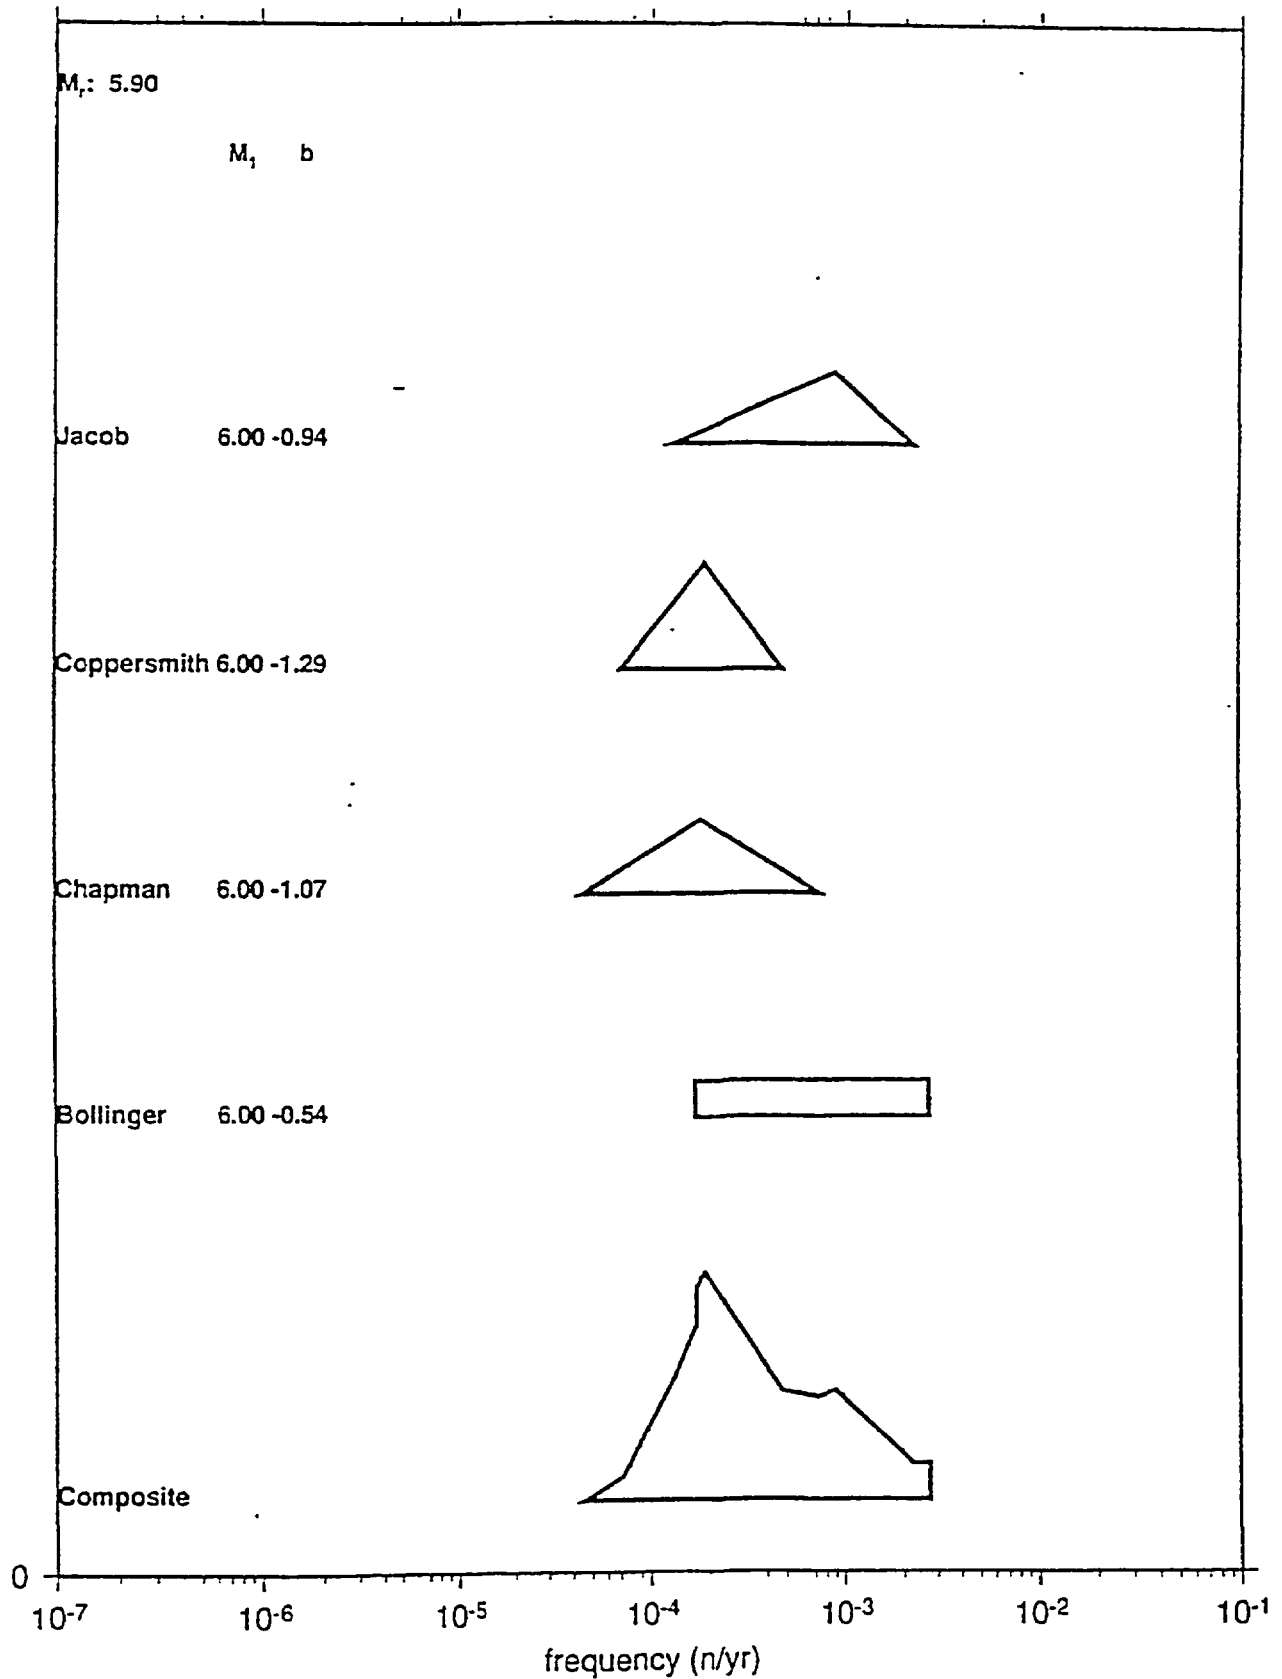 M_r: 5.90
M_1 b
Jacob 6.00 -0.94
Coppersmith 6.00 -1.29
Chapman 6.00 -1.07
Bollinger 6.00 -0.54
Composite
0
10^-7 10^-6 10^-5 10^-4 10^-3 10^-2 10^-1
frequency (n/yr)